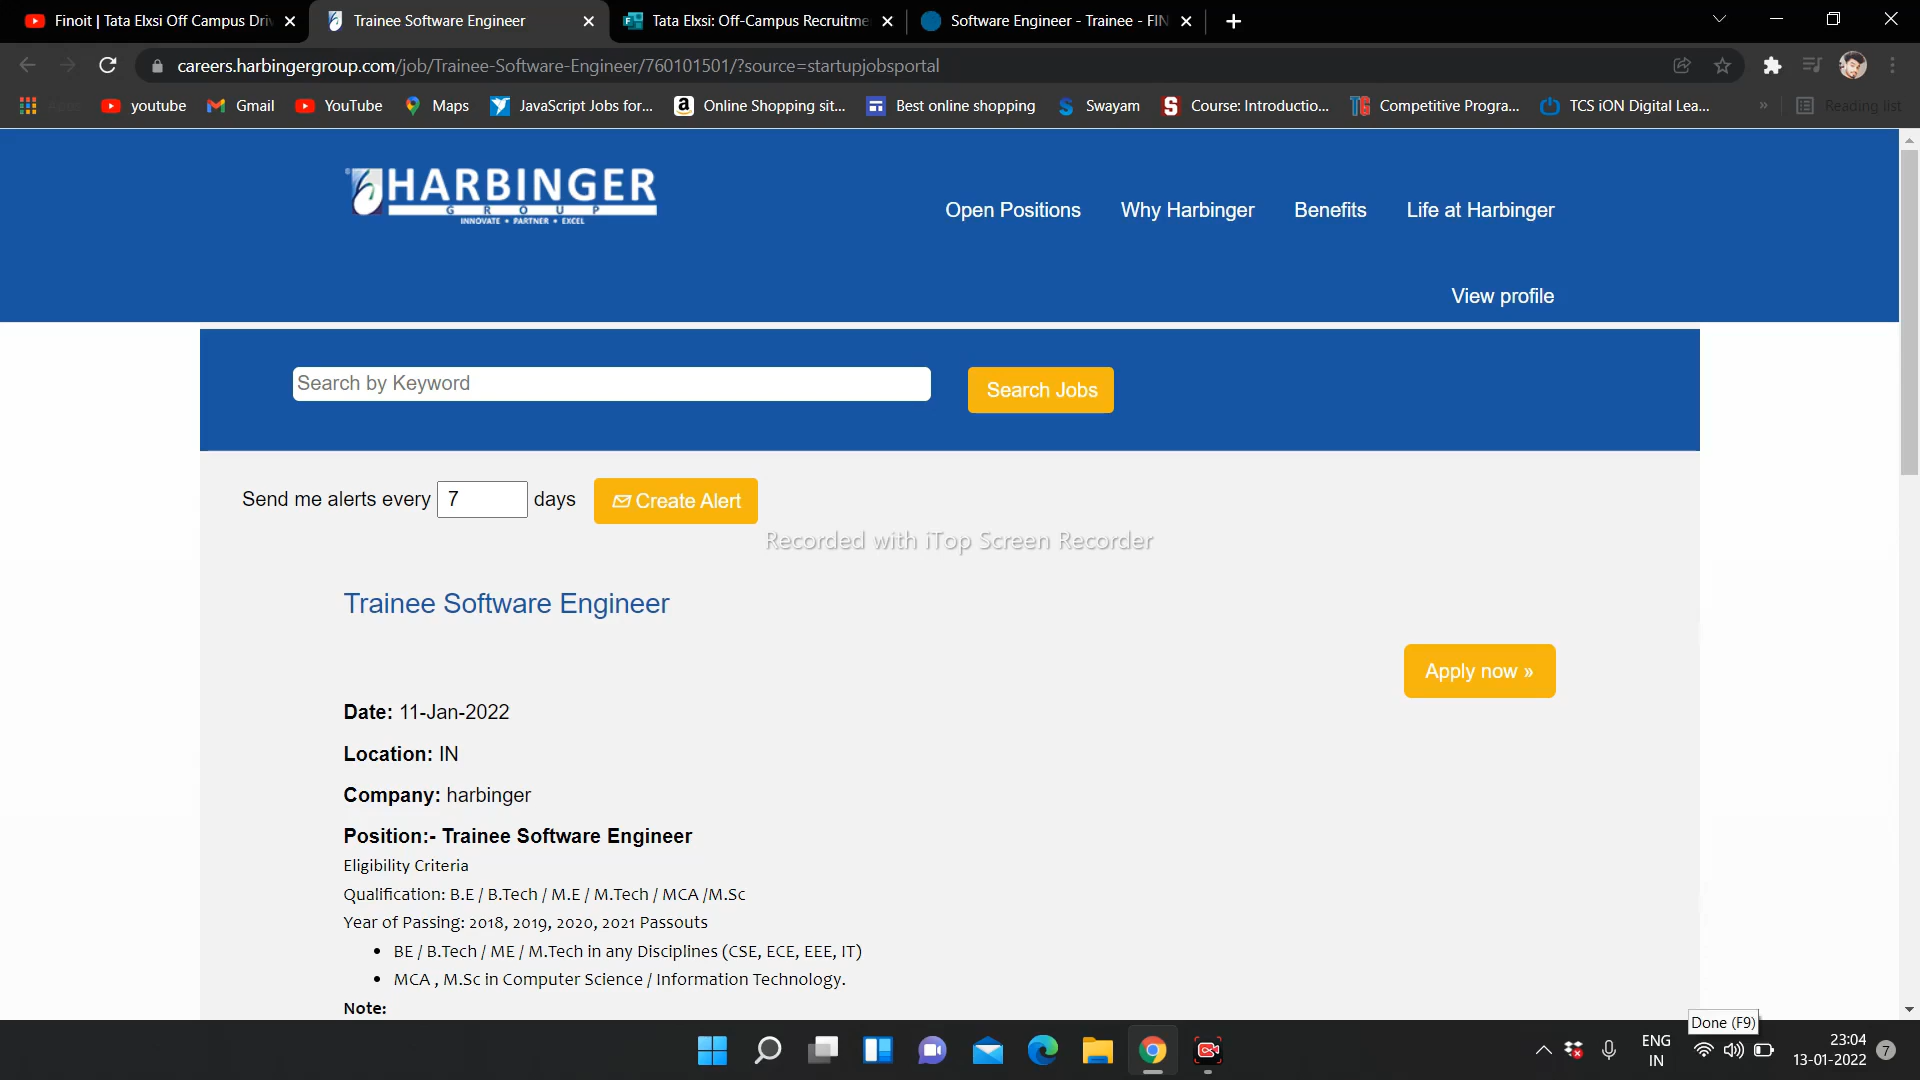 Finoit | Tata Elxsi Off Campus Driv
Trainee Software Engineer
Tata Elxsi: Off-Campus Recruitme
Software Engineer - Trainee - FIN
careers.harbingergroup.com/job/Trainee-Software-Engineer/760101501/?source=startupjobsportal
Apps
youtube
Gmail
YouTube
Maps
JavaScript Jobs for...
Online Shopping sit...
Best online shopping
Swayam
Course: Introductio...
Competitive Progra...
TCS iON Digital Lea...
»
Reading list
HARBINGER
GROUP
INNOVATE • PARTNER • EXCEL
Open Positions
Why Harbinger
Benefits
Life at Harbinger
View profile
Search by Keyword
Search Jobs
Send me alerts every 7 days
Create Alert
Recorded with iTop Screen Recorder
Trainee Software Engineer
Apply now »
Date: 11-Jan-2022
Location: IN
Company: harbinger
Position:- Trainee Software Engineer
Eligibility Criteria
Qualification: B.E / B.Tech / M.E / M.Tech / MCA /M.Sc
Year of Passing: 2018, 2019, 2020, 2021 Passouts
• BE / B.Tech / ME / M.Tech in any Disciplines (CSE, ECE, EEE, IT)
• MCA , M.Sc in Computer Science / Information Technology.
Note:
Done (F9)
ENG
IN
23:04
13-01-2022
7